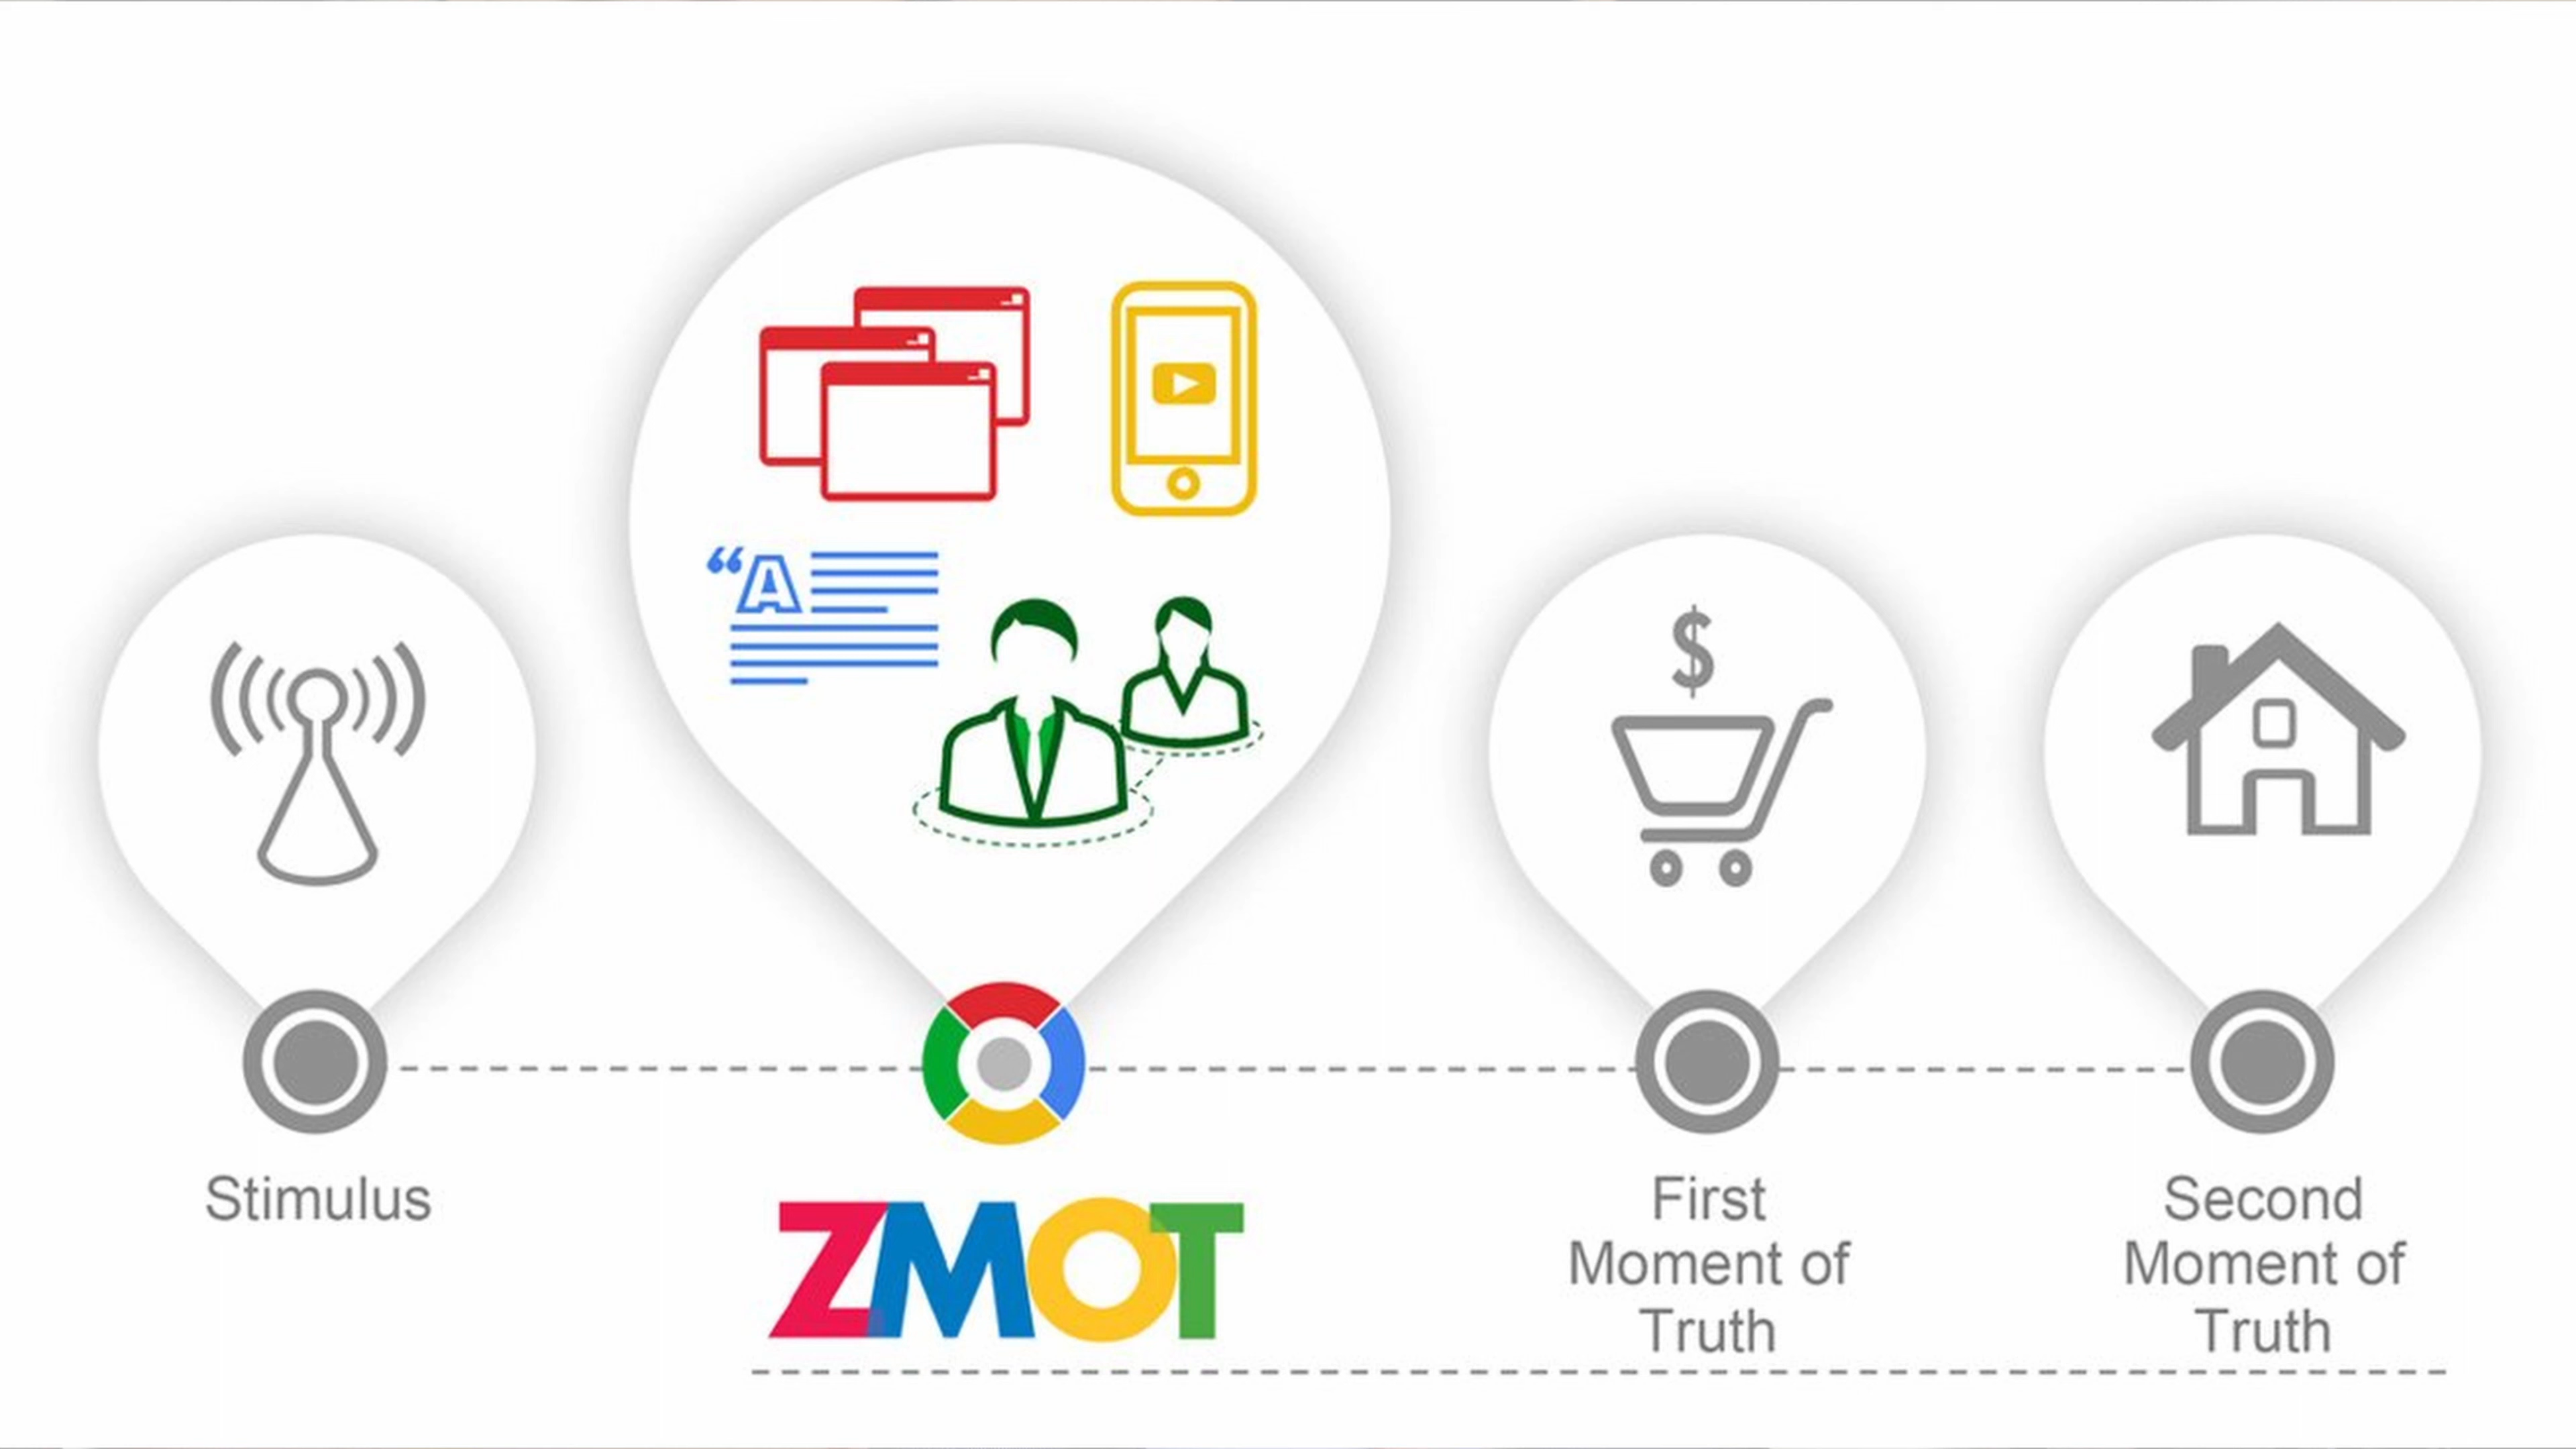 “A
$
Stimulus
ZMOT
First
Moment of
Truth
Second
Moment of
Truth